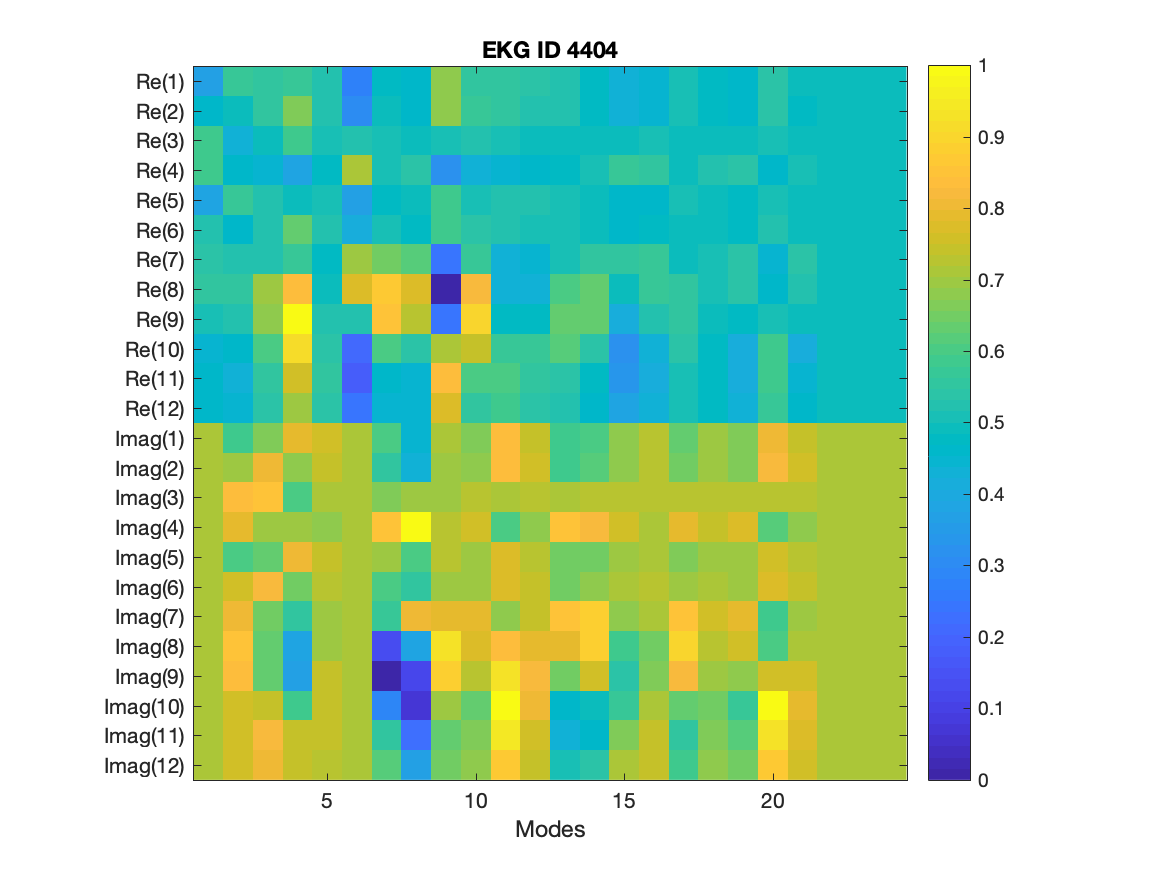 EKG ID 4404
Re(1)
Re(2)
Re(3)
Re(4)
Re(5)
Re(6)
Re(7)
Re(8)
Re(9)
Re(10)
Re(11)
Re(12)
Imag(1)
Imag(2)
Imag(3)
Imag(4)
Imag(5)
Imag(6)
Imag(7)
Imag(8)
Imag(9)
Imag(10)
Imag(11)
Imag(12)
5 10 15 20
Modes
1
0.9
0.8
0.7
0.6
0.5
0.4
0.3
0.2
0.1
0